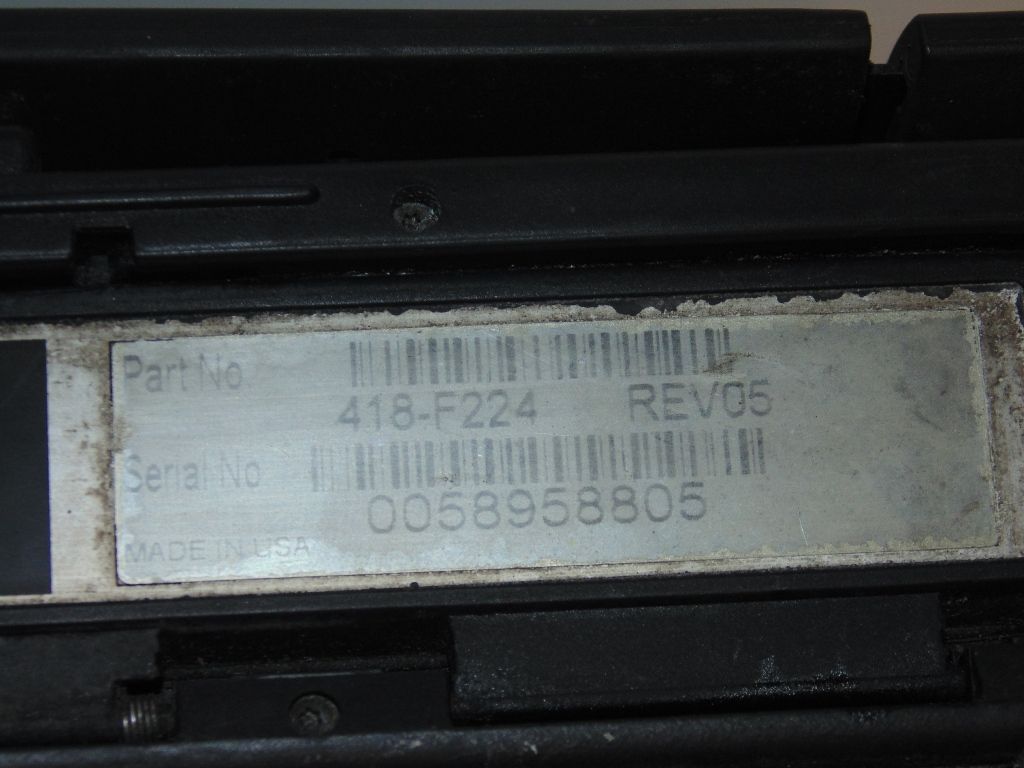 Part No
418-F224 REV05
Serial No
0058958805
MADE IN USA